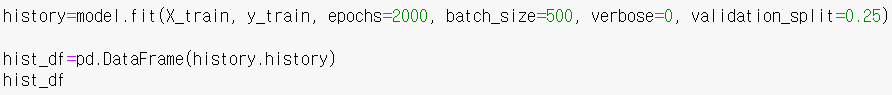 history=model.fit(X_train, y_train, epochs=2000, batch_size=500, verbose=0, validation_split=0.25)
hist_df=pd.DataFrame(history.history)
hist_df